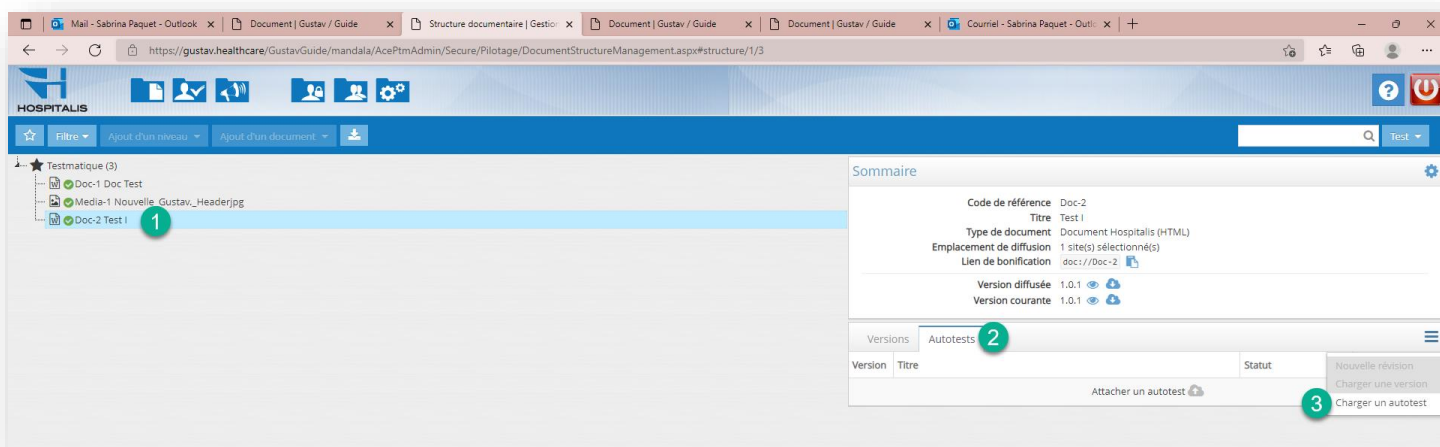 Mail - Sabrina Paquet - Outlook
Document | Gustav / Guide
Structure documentaire | Gestion
Document | Gustav / Guide
Document | Gustav / Guide
Courriel - Sabrina Paquet - Outlo
https://gustav.healthcare/GustavGuide/mandala/AcePtmAdmin/Secure/Pilotage/DocumentStructureManagement.aspx#structure/1/3
HOSPITALIS
Filtre
Ajout d'un niveau
Ajout d'un document
Test
Testmatique (3)
Doc-1 Doc Test
Media-1 Nouvelle_Gustav._Headerjpg
Doc-2 Test I
1
Sommaire
Code de référence Doc-2
Titre Test I
Type de document Document Hospitalis (HTML)
Emplacement de diffusion 1 site(s) sélectionné(s)
Lien de bonification doc://Doc-2
Version diffusée 1.0.1
Version courante 1.0.1
Versions Autotests 2
Version Titre Statut
Attacher un autotest
Nouvelle révision
Charger une version
3 Charger un autotest